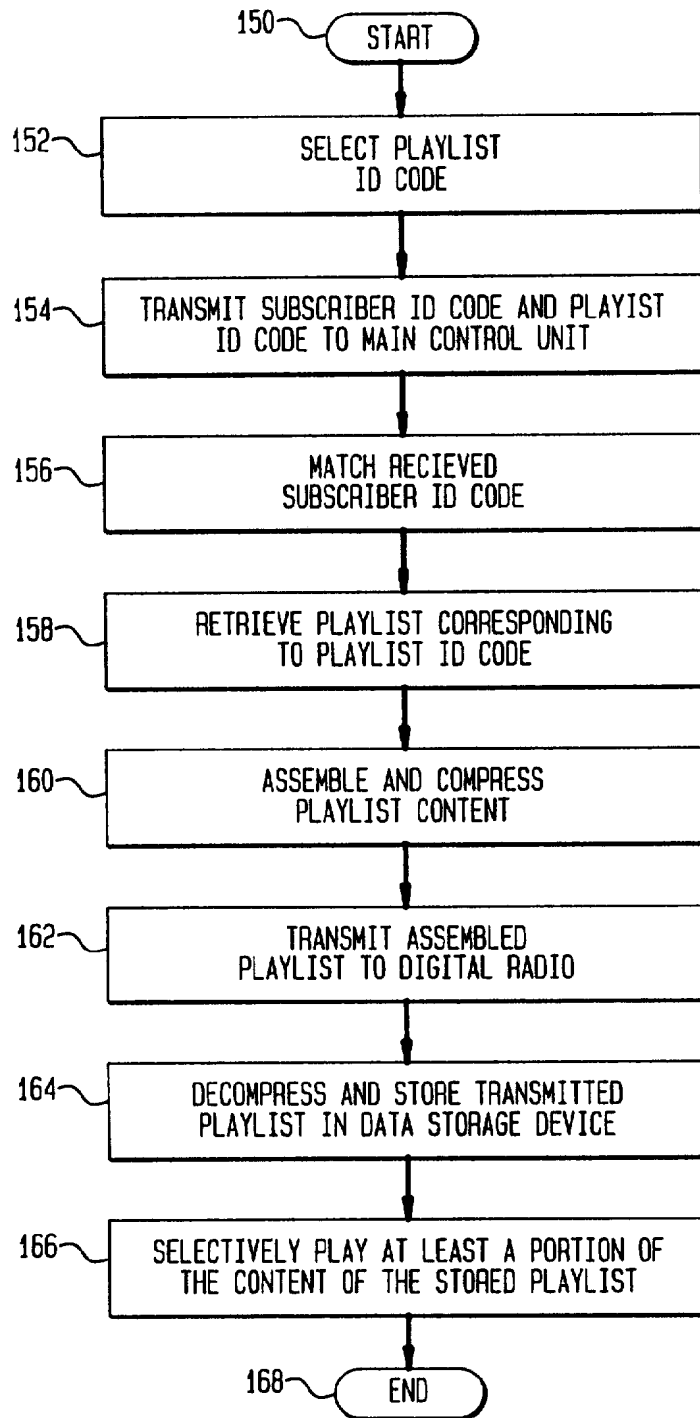 150
START
152
SELECT PLAYLIST
ID CODE
154
TRANSMIT SUBSCRIBER ID CODE AND PLAYIST
ID CODE TO MAIN CONTROL UNIT
156
MATCH RECIEVED
SUBSCRIBER ID CODE
158
RETRIEVE PLAYLIST CORRESPONDING
TO PLAYLIST ID CODE
160
ASSEMBLE AND COMPRESS
PLAYLIST CONTENT
162
TRANSMIT ASSEMBLED
PLAYLIST TO DIGITAL RADIO
164
DECOMPRESS AND STORE TRANSMITTED
PLAYLIST IN DATA STORAGE DEVICE
166
SELECTIVELY PLAY AT LEAST A PORTION OF
THE CONTENT OF THE STORED PLAYLIST
168
END